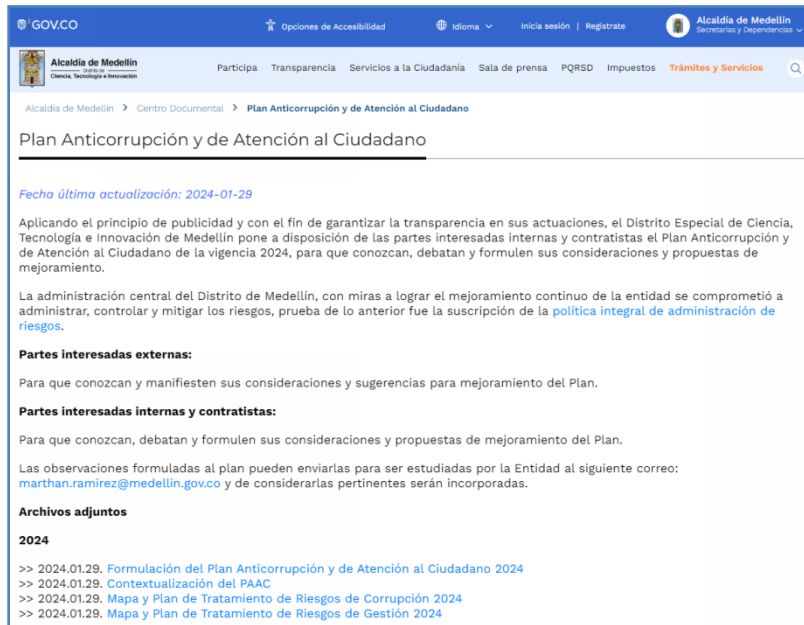 GOV.CO
Opciones de Accesibilidad
Idioma
Inicia sesión | Regístrate
Alcaldía de Medellín
Secretarías y Dependencias
Alcaldía de Medellín
Distrito de
Ciencia, Tecnología e Innovación
Participa Transparencia Servicios a la Ciudadanía Sala de prensa PQRSD Impuestos Trámites y Servicios
Alcaldía de Medellín > Centro Documental > Plan Anticorrupción y de Atención al Ciudadano
Plan Anticorrupción y de Atención al Ciudadano
Fecha última actualización: 2024-01-29
Aplicando el principio de publicidad y con el fin de garantizar la transparencia en sus actuaciones, el Distrito Especial de Ciencia,
Tecnología e Innovación de Medellín pone a disposición de las partes interesadas internas y contratistas el Plan Anticorrupción y
de Atención al Ciudadano de la vigencia 2024, para que conozcan, debatan y formulen sus consideraciones y propuestas de
mejoramiento.
La administración central del Distrito de Medellín, con miras a lograr el mejoramiento continuo de la entidad se comprometió a
administrar, controlar y mitigar los riesgos, prueba de lo anterior fue la suscripción de la política integral de administración de
riesgos.
Partes interesadas externas:
Para que conozcan y manifiesten sus consideraciones y sugerencias para mejoramiento del Plan.
Partes interesadas internas y contratistas:
Para que conozcan, debatan y formulen sus consideraciones y propuestas de mejoramiento del Plan.
Las observaciones formuladas al plan pueden enviarlas para ser estudiadas por la Entidad al siguiente correo:
marthan.ramirez@medellin.gov.co y de considerarlas pertinentes serán incorporadas.
Archivos adjuntos
2024
>> 2024.01.29. Formulación del Plan Anticorrupción y de Atención al Ciudadano 2024
>> 2024.01.29. Contextualización del PAAC
>> 2024.01.29. Mapa y Plan de Tratamiento de Riesgos de Corrupción 2024
>> 2024.01.29. Mapa y Plan de Tratamiento de Riesgos de Gestión 2024